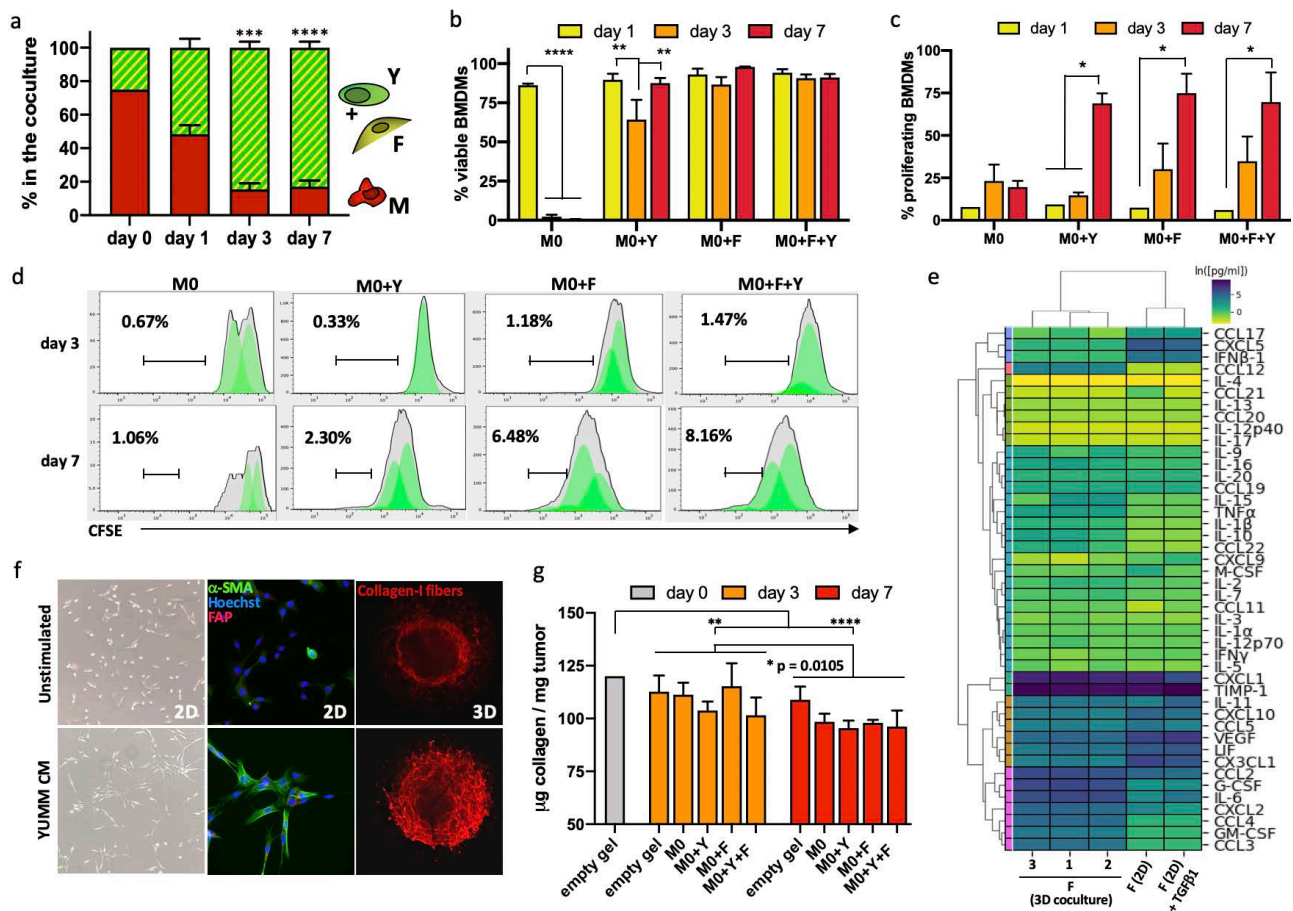 a
% in the coculture
100
80
60
40
20
0
*** ****
day 0 day 1 day 3 day 7
Y
+
F
M
b
day 1 day 3 day 7
% viable BMDMs
100
75
50
25
0
**** ** **
M0 M0+Y M0+F M0+F+Y
c
day 1 day 3 day 7
% proliferating BMDMs
100
75
50
25
0
* * *
M0 M0+Y M0+F M0+F+Y
d
M0 M0+Y M0+F M0+F+Y
day 3
0.67% 0.33% 1.18% 1.47%
day 7
1.06% 2.30% 6.48% 8.16%
CFSE
e
ln([pg/ml])
5
0
CCL17
CXCL5
IFNβ-1
CCL12
IL-4
CCL21
IL-13
CCL20
IL-12p40
IL-17
IL-9
IL-16
IL-20
CCL19
IL-15
TNFα
IL-1β
IL-10
CCL22
CXCL9
M-CSF
IL-2
IL-7
CCL11
IL-3
IL-1α
IL-12p70
IFNγ
IL-5
CXCL1
TIMP-1
IL-11
CXCL10
CCL5
VEGF
LIF
CX3CL1
CCL2
G-CSF
IL-6
CXCL2
CCL4
GM-CSF
CCL3
3 1 2
F
(3D coculture)
F (2D)
F (2D)
+ TGFβ1
f
Unstimulated
YUMM CM
α-SMA
Hoechst
FAP
Collagen-I fibers
2D 2D 3D
g
day 0 day 3 day 7
µg collagen / mg tumor
150
125
100
75
50
** ****
* p = 0.0105
empty gel
empty gel
M0
M0+Y
M0+F
M0+Y+F
empty gel
M0
M0+Y
M0+F
M0+Y+F